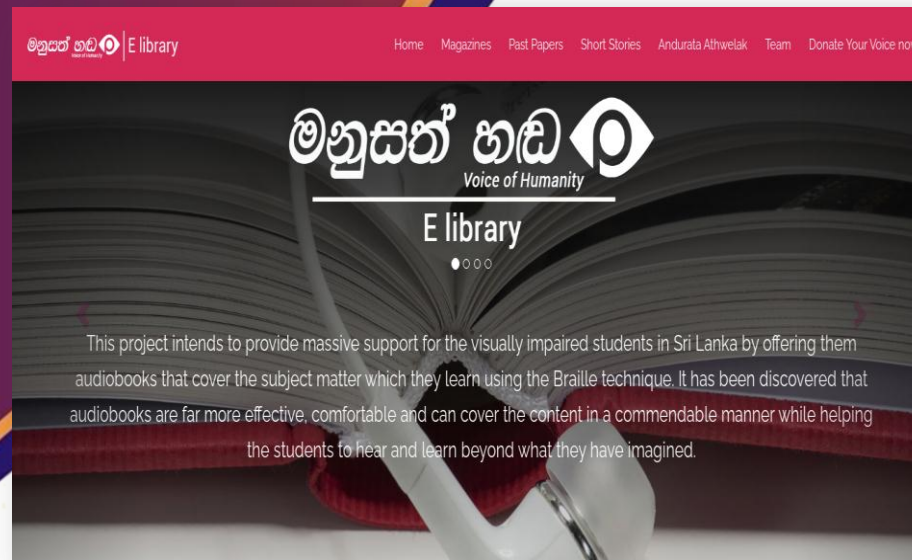 මනුසත් හඬ
Voice of Humanity
E library
Home Magazines Past Papers Short Stories Andurata Athwelak Team Donate Your Voice now
මනුසත් හඬ
Voice of Humanity
E library
This project intends to provide massive support for the visually impaired students in Sri Lanka by offering them
audiobooks that cover the subject matter which they learn using the Braille technique. It has been discovered that
audiobooks are far more effective, comfortable and can cover the content in a commendable manner while helping
the students to hear and learn beyond what they have imagined.